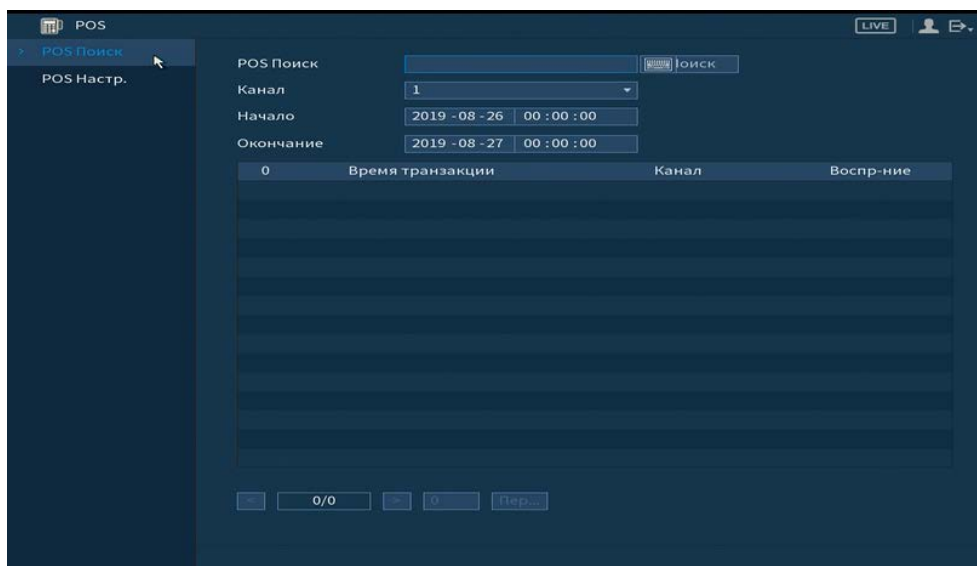 POS
LIVE
POS Поиск
POS Настр.
POS Поиск
Поиск
Канал 1
Начало 2019 -08 -26 00 : 00 : 00
Окончание 2019 -08 -27 00 : 00 : 00
0 Время транзакции Канал Воспр-ние
< 0/0 > 0 Пер...